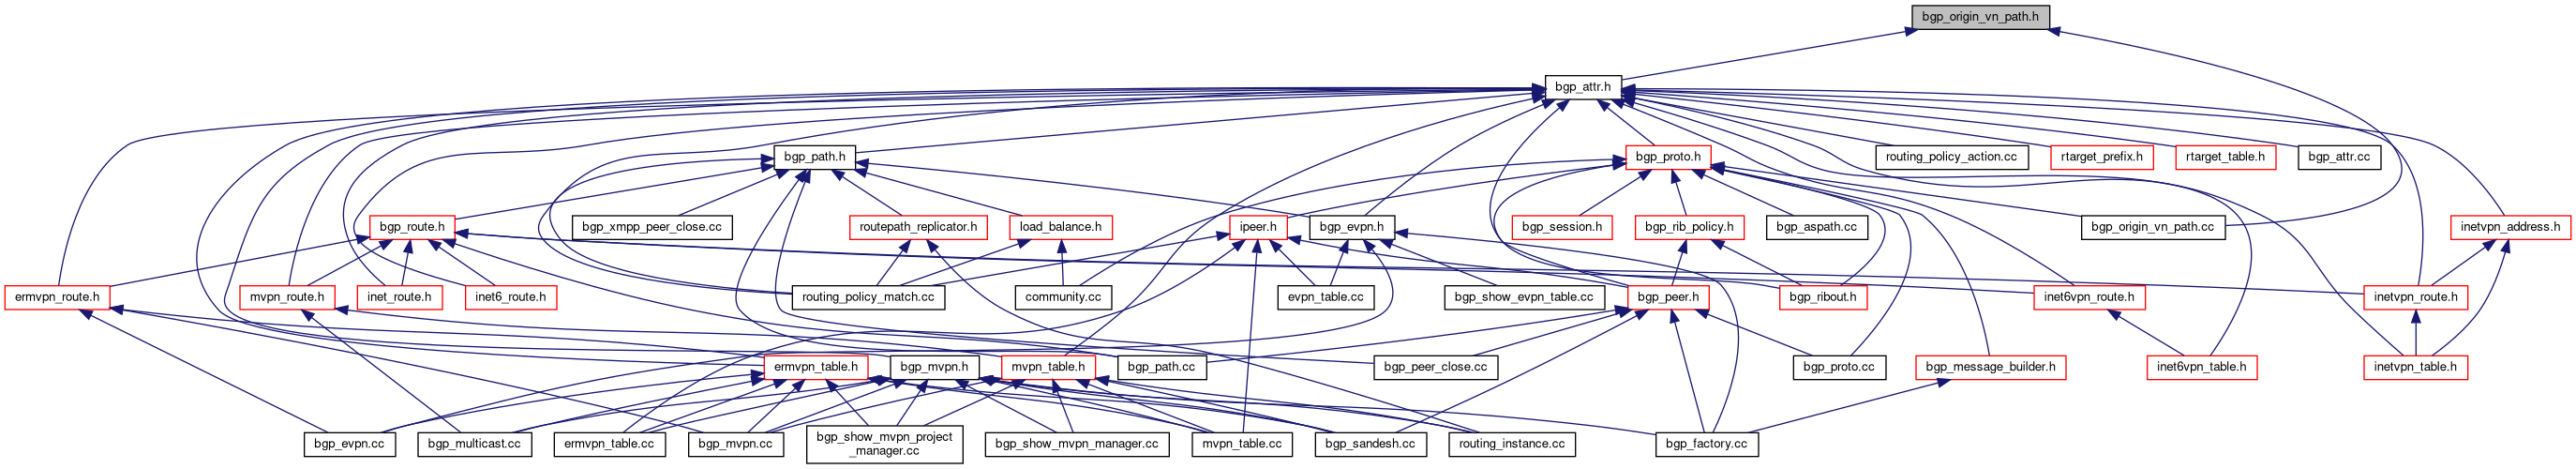 bgp_origin_vn_path.h
bgp_attr.h
bgp_path.h
bgp_proto.h
routing_policy_action.cc
rtarget_prefix.h
rtarget_table.h
bgp_attr.cc
bgp_route.h
bgp_xmpp_peer_close.cc
routepath_replicator.h
load_balance.h
ipeer.h
bgp_evpn.h
bgp_session.h
bgp_rib_policy.h
bgp_aspath.cc
bgp_origin_vn_path.cc
inetvpn_address.h
ermvpn_route.h
mvpn_route.h
inet_route.h
inet6_route.h
routing_policy_match.cc
community.cc
evpn_table.cc
bgp_show_evpn_table.cc
bgp_peer.h
bgp_ribout.h
inet6vpn_route.h
inetvpn_route.h
ermvpn_table.h
bgp_mvpn.h
mvpn_table.h
bgp_path.cc
bgp_peer_close.cc
bgp_proto.cc
bgp_message_builder.h
inet6vpn_table.h
inetvpn_table.h
bgp_evpn.cc
bgp_multicast.cc
ermvpn_table.cc
bgp_mvpn.cc
bgp_show_mvpn_project
_manager.cc
bgp_show_mvpn_manager.cc
mvpn_table.cc
bgp_sandesh.cc
routing_instance.cc
bgp_factory.cc